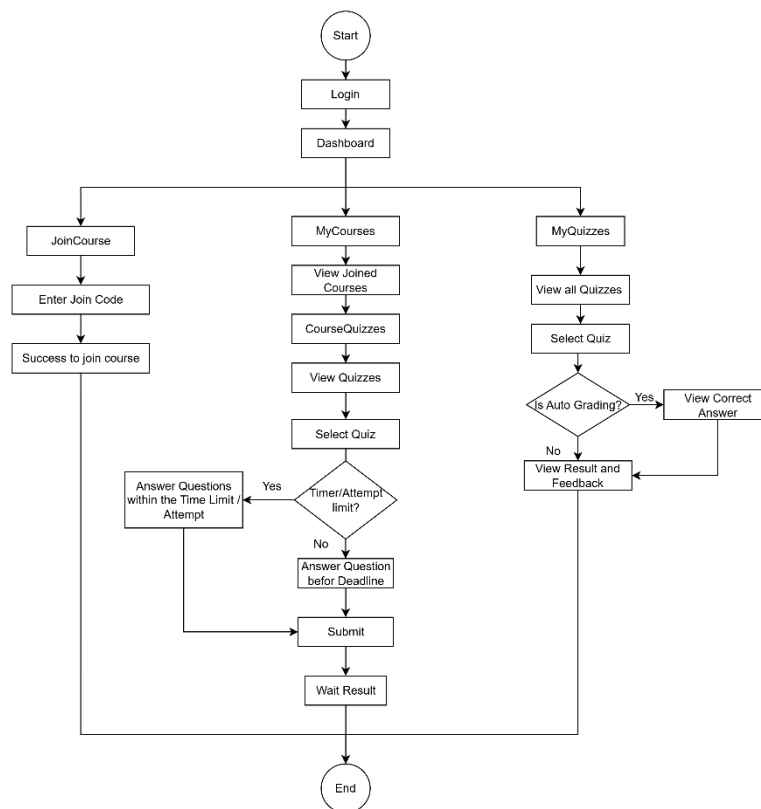 Start
Login
Dashboard
JoinCourse
MyCourses
MyQuizzes
Enter Join Code
View Joined
Courses
View all Quizzes
Success to join course
CourseQuizzes
Select Quiz
View Quizzes
Is Auto Grading?
Yes
View Correct
Answer
Select Quiz
No
View Result and
Feedback
Answer Questions
within the Time Limit /
Attempt
Yes
Timer/Attempt
limit?
No
Answer Question
befor Deadline
Submit
Wait Result
End